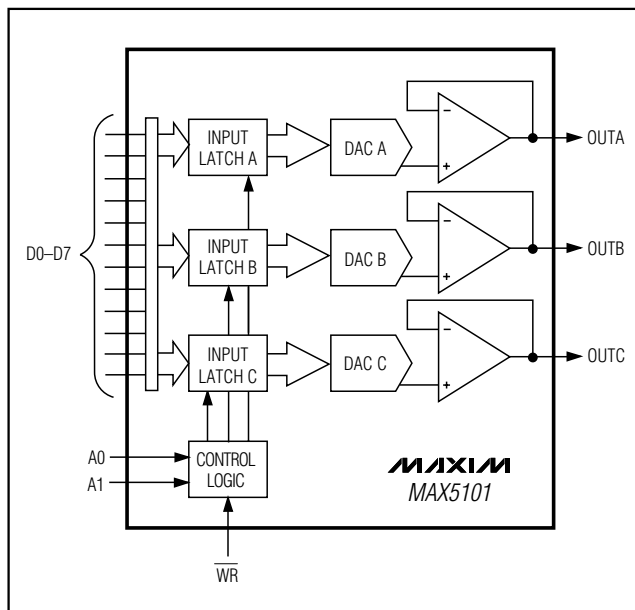 INPUT
LATCH A
DAC A
−
+
OUTA
D0–D7
INPUT
LATCH B
DAC B
−
+
OUTB
INPUT
LATCH C
DAC C
−
+
OUTC
A0
A1
CONTROL
LOGIC
MAXIM
MAX5101
WR